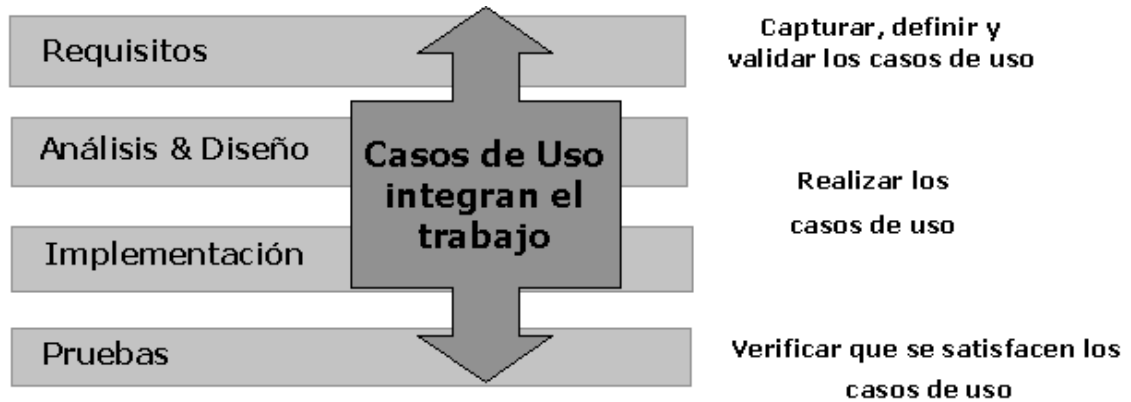 Requisitos
Capturar, definir y
validar los casos de uso
Análisis & Diseño
Casos de Uso
integran el
trabajo
Realizar los
casos de uso
Implementación
Pruebas
Verificar que se satisfacen los
casos de uso